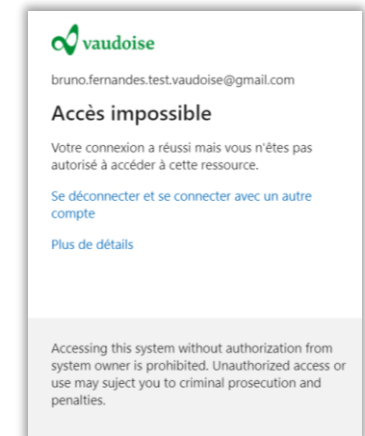 vaudoise
bruno.fernandes.test.vaudoise@gmail.com
Accès impossible
Votre connexion a réussi mais vous n'êtes pas
autorisé à accéder à cette ressource.
Se déconnecter et se connecter avec un autre
compte
Plus de détails
Accessing this system without authorization from
system owner is prohibited. Unauthorized access or
use may suject you to criminal prosecution and
penalties.